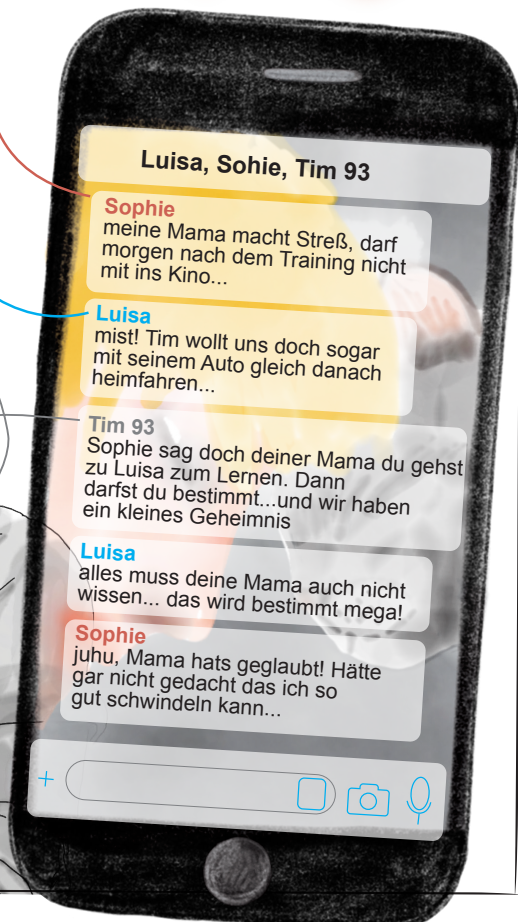 Luisa, Sohie, Tim 93
Sophie
meine Mama macht Streß, darf
morgen nach dem Training nicht
mit ins Kino...
Luisa
mist! Tim wollt uns doch sogar
mit seinem Auto gleich danach
heimfahren...
Tim 93
Sophie sag doch deiner Mama du gehst
zu Luisa zum Lernen. Dann
darfst du bestimmt...und wir haben
ein kleines Geheimnis
Luisa
alles muss deine Mama auch nicht
wissen... das wird bestimmt mega!
Sophie
juhu, Mama hats geglaubt! Hätte
gar nicht gedacht das ich so
gut schwindeln kann...
+